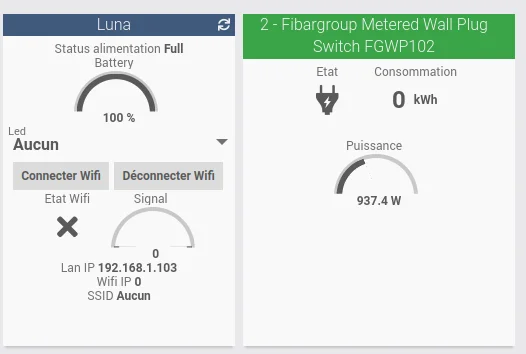 Luna
Status alimentation Full
Battery
100 %
Led
Aucun
Connecter Wifi Déconnecter Wifi
Etat Wifi Signal
0
Lan IP 192.168.1.103
Wifi IP 0
SSID Aucun
2 - Fibargroup Metered Wall Plug
Switch FGWP102
Etat Consommation
0 kWh
Puissance
937.4 W